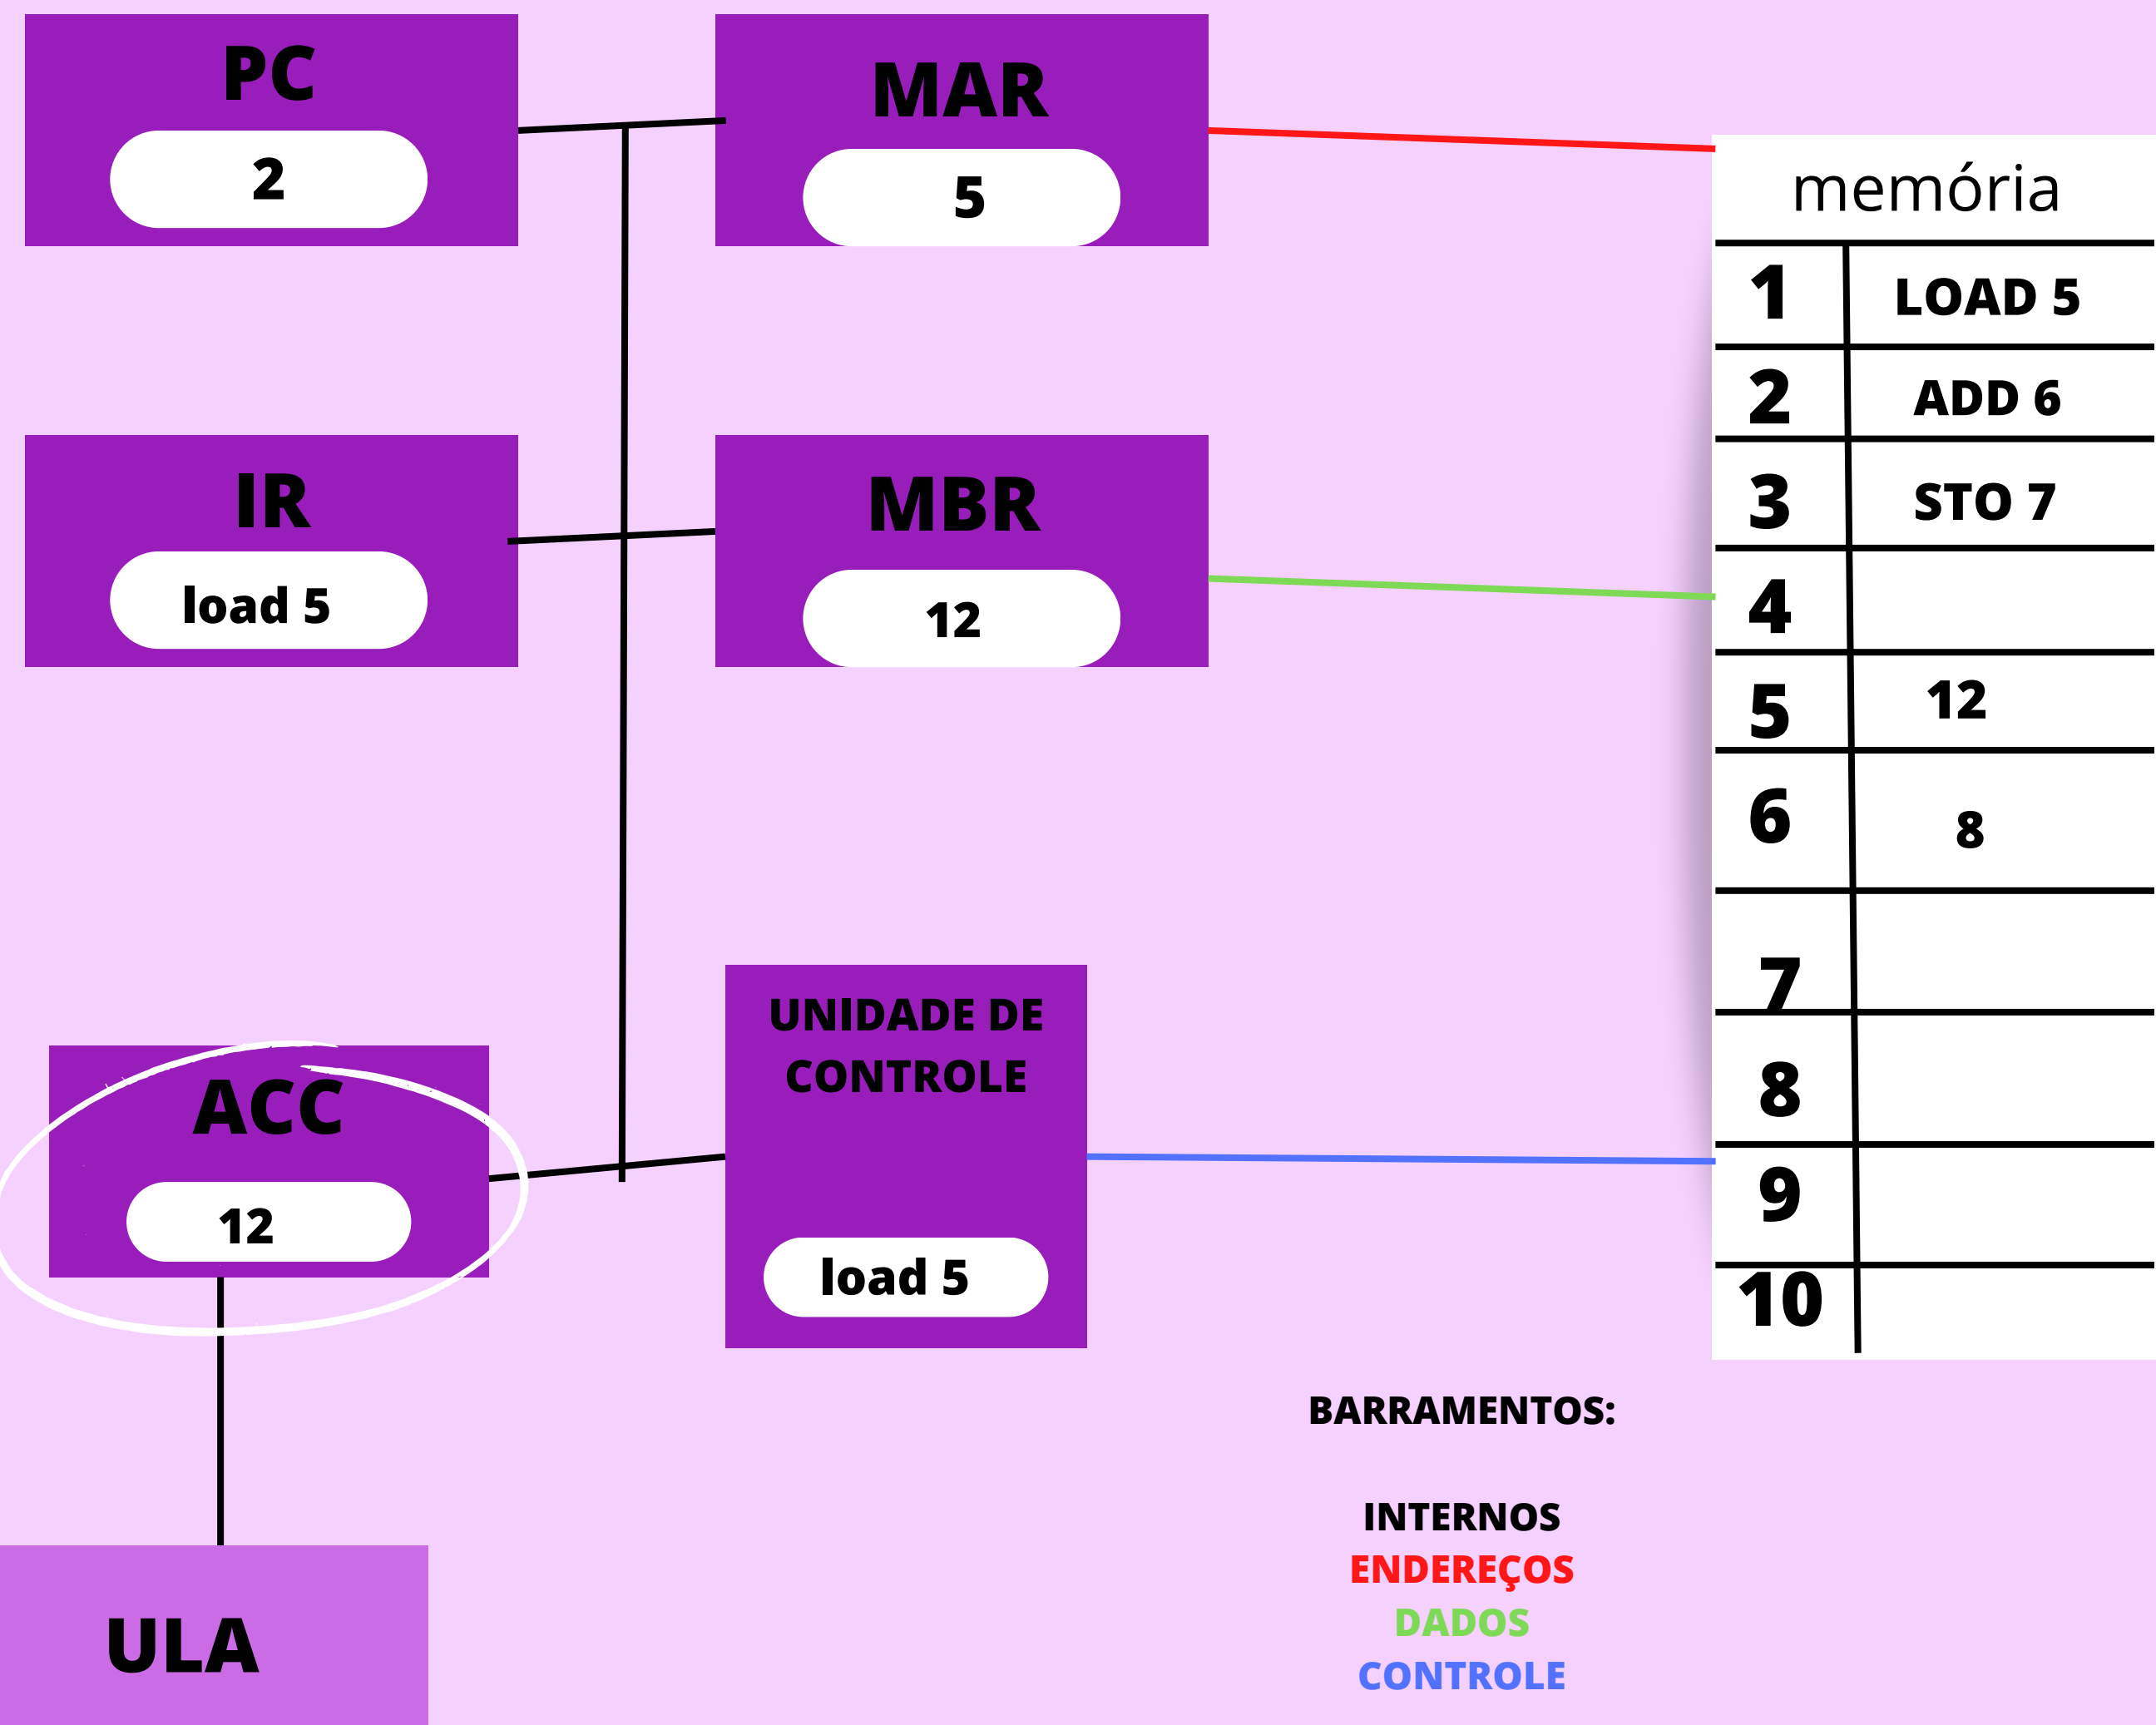 PC
2
MAR
5
IR
load 5
MBR
12
ACC
12
UNIDADE DE
CONTROLE
load 5
ULA
memória
1 LOAD 5
2 ADD 6
3 STO 7
4
5 12
6 8
7
8
9
10
BARRAMENTOS:
INTERNOS
ENDEREÇOS
DADOS
CONTROLE